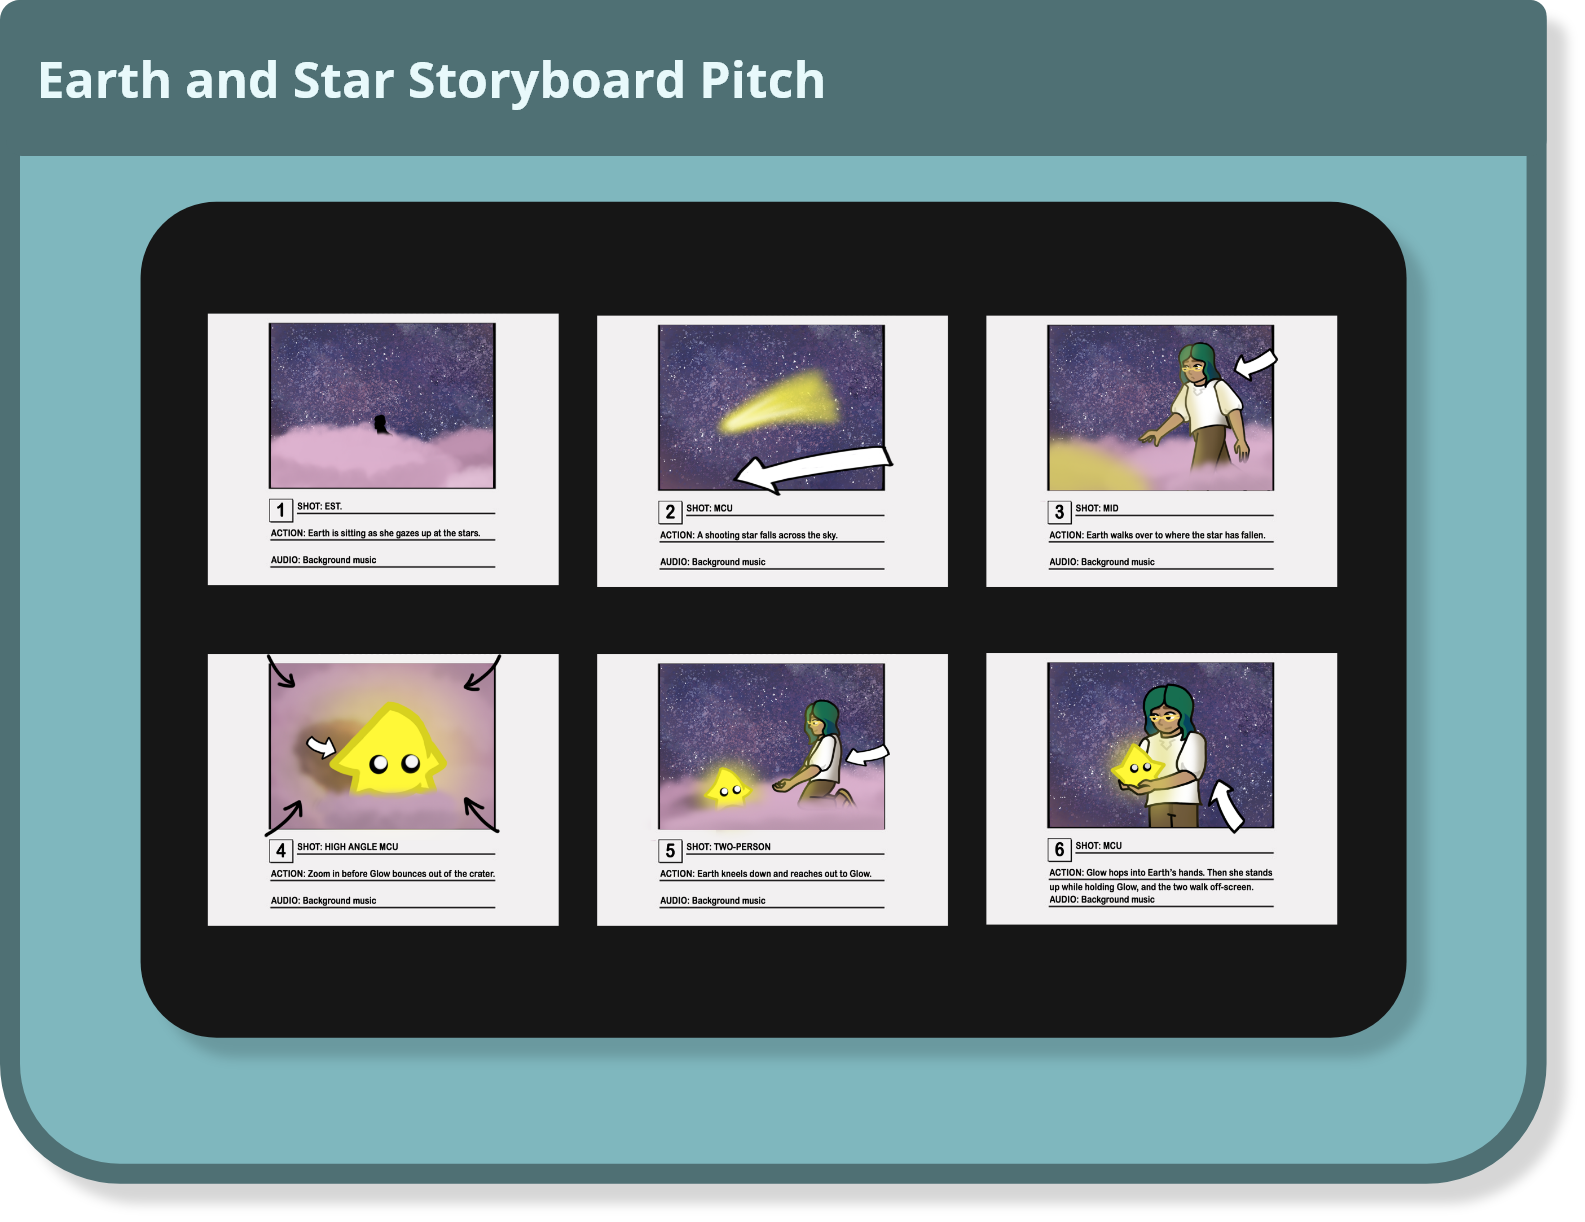 Earth and Star Storyboard Pitch
1
SHOT: EST.
ACTION: Earth is sitting as she gazes up at the stars.
AUDIO: Background music
2
SHOT: MCU
ACTION: A shooting star falls across the sky.
AUDIO: Background music
3
SHOT: MID
ACTION: Earth walks over to where the star has fallen.
AUDIO: Background music
4
SHOT: HIGH ANGLE MCU
ACTION: Zoom in before Glow bounces out of the crater.
AUDIO: Background music
5
SHOT: TWO-PERSON
ACTION: Earth kneels down and reaches out to Glow.
AUDIO: Background music
6
SHOT: MCU
ACTION: Glow hops into Earth's hands. Then she stands
up while holding Glow, and the two walk off-screen.
AUDIO: Background music